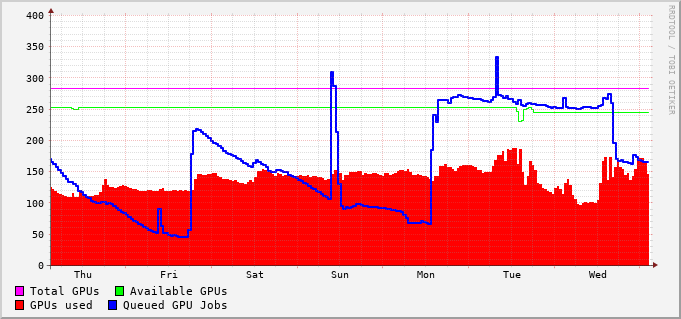 400
350
300
250
200
150
100
50
0
Thu Fri Sat Sun Mon Tue Wed
RRDTOOL / TOBI OETIKER
Total GPUs Available GPUs
GPUs used Queued GPU Jobs